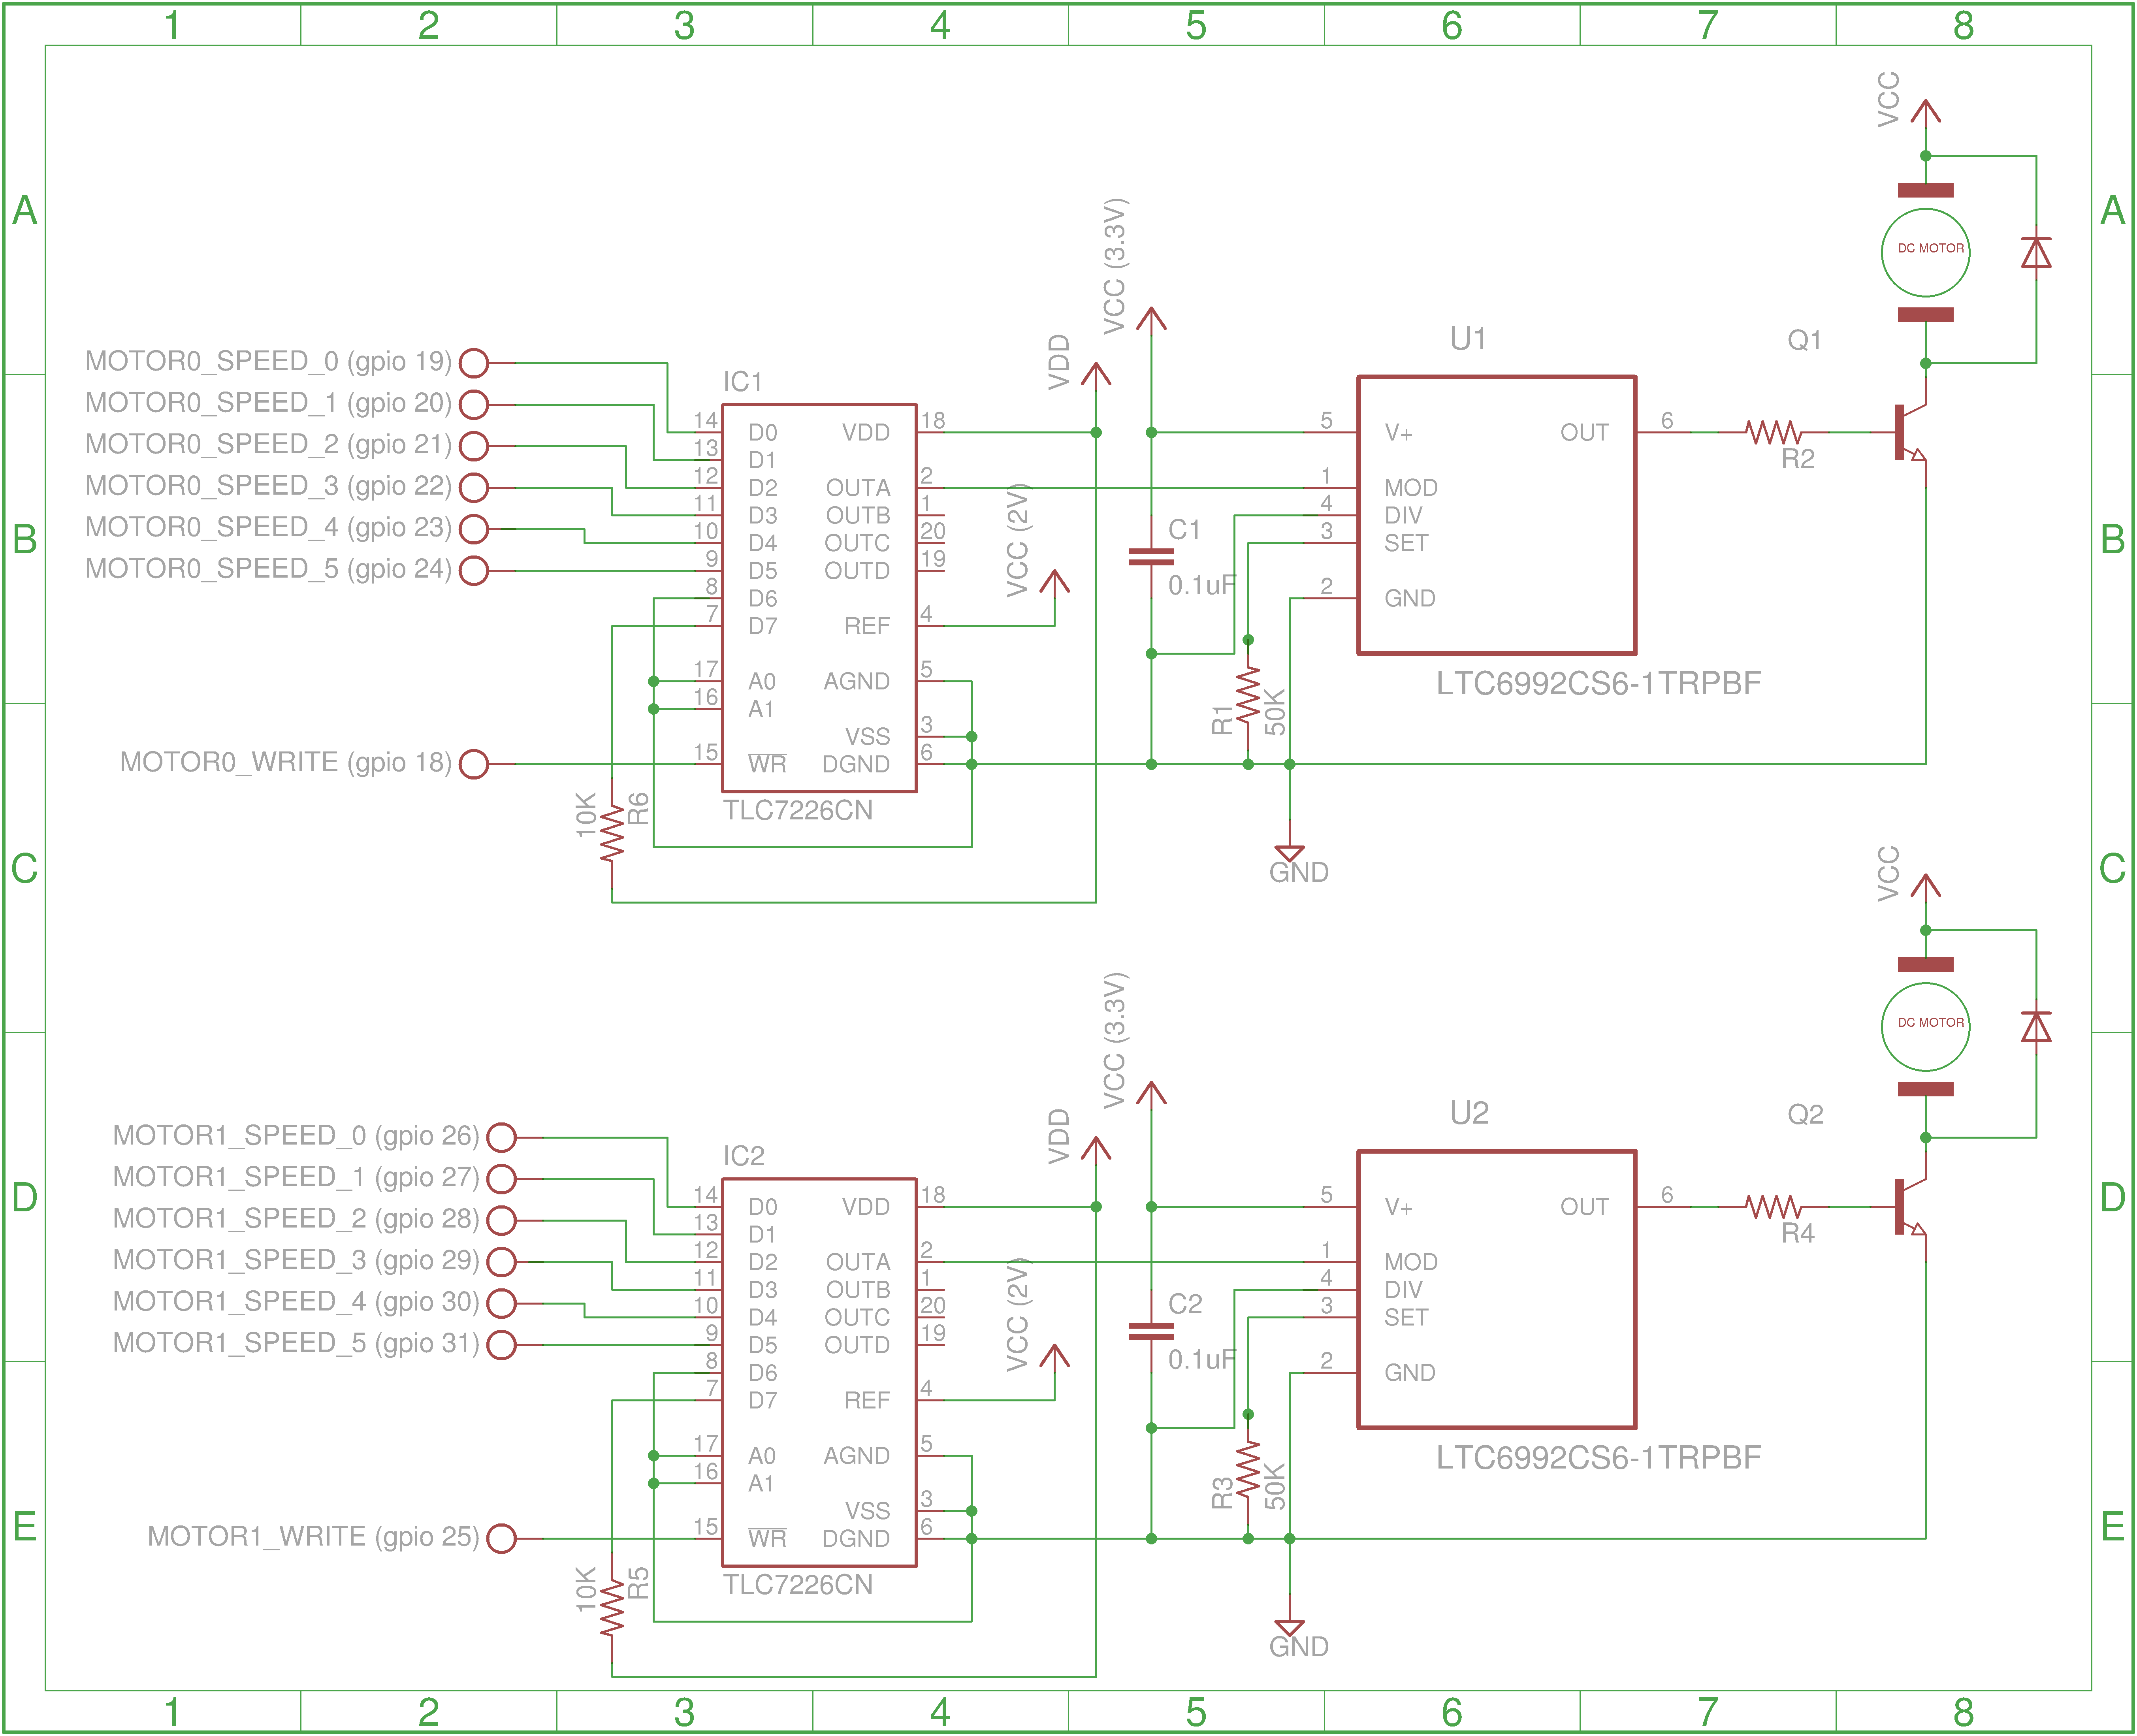 1 2 3 4 5 6 7 8
A A
B B
C C
D D
E E
1 2 3 4 5 6 7 8
MOTOR0_SPEED_0 (gpio 19)
MOTOR0_SPEED_1 (gpio 20)
MOTOR0_SPEED_2 (gpio 21)
MOTOR0_SPEED_3 (gpio 22)
MOTOR0_SPEED_4 (gpio 23)
MOTOR0_SPEED_5 (gpio 24)
MOTOR0_WRITE (gpio 18)
IC1
14 D0 VDD 18
13 D1
12 D2 OUTA 2
11 D3 OUTB 1
10 D4 OUTC 20
9 D5 OUTD 19
8 D6
7 D7 REF 4
17 A0 AGND 5
16 A1
VSS 3
15 WR DGND 6
TLC7226CN
10K
R6
VCC (2V)
VDD
VCC (3.3V)
C1
0.1uF
R1
50K
GND
U1
5 V+ OUT 6
1 MOD
4 DIV
3 SET
2 GND
LTC6992CS6-1TRPBF
R2
Q1
VCC
DC MOTOR
MOTOR1_SPEED_0 (gpio 26)
MOTOR1_SPEED_1 (gpio 27)
MOTOR1_SPEED_2 (gpio 28)
MOTOR1_SPEED_3 (gpio 29)
MOTOR1_SPEED_4 (gpio 30)
MOTOR1_SPEED_5 (gpio 31)
MOTOR1_WRITE (gpio 25)
IC2
14 D0 VDD 18
13 D1
12 D2 OUTA 2
11 D3 OUTB 1
10 D4 OUTC 20
9 D5 OUTD 19
8 D6
7 D7 REF 4
17 A0 AGND 5
16 A1
VSS 3
15 WR DGND 6
TLC7226CN
10K
R5
VCC (2V)
VDD
VCC (3.3V)
C2
0.1uF
R3
50K
GND
U2
5 V+ OUT 6
1 MOD
4 DIV
3 SET
2 GND
LTC6992CS6-1TRPBF
R4
Q2
VCC
DC MOTOR